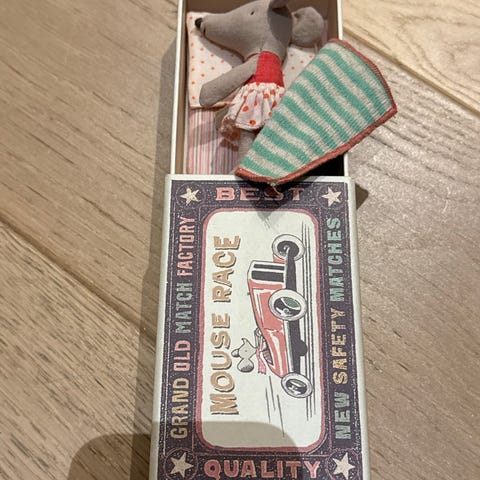 BEST
GRAND OLD MATCH FACTORY
MOUSE RACE
NEW SAFETY MATCHES
QUALITY